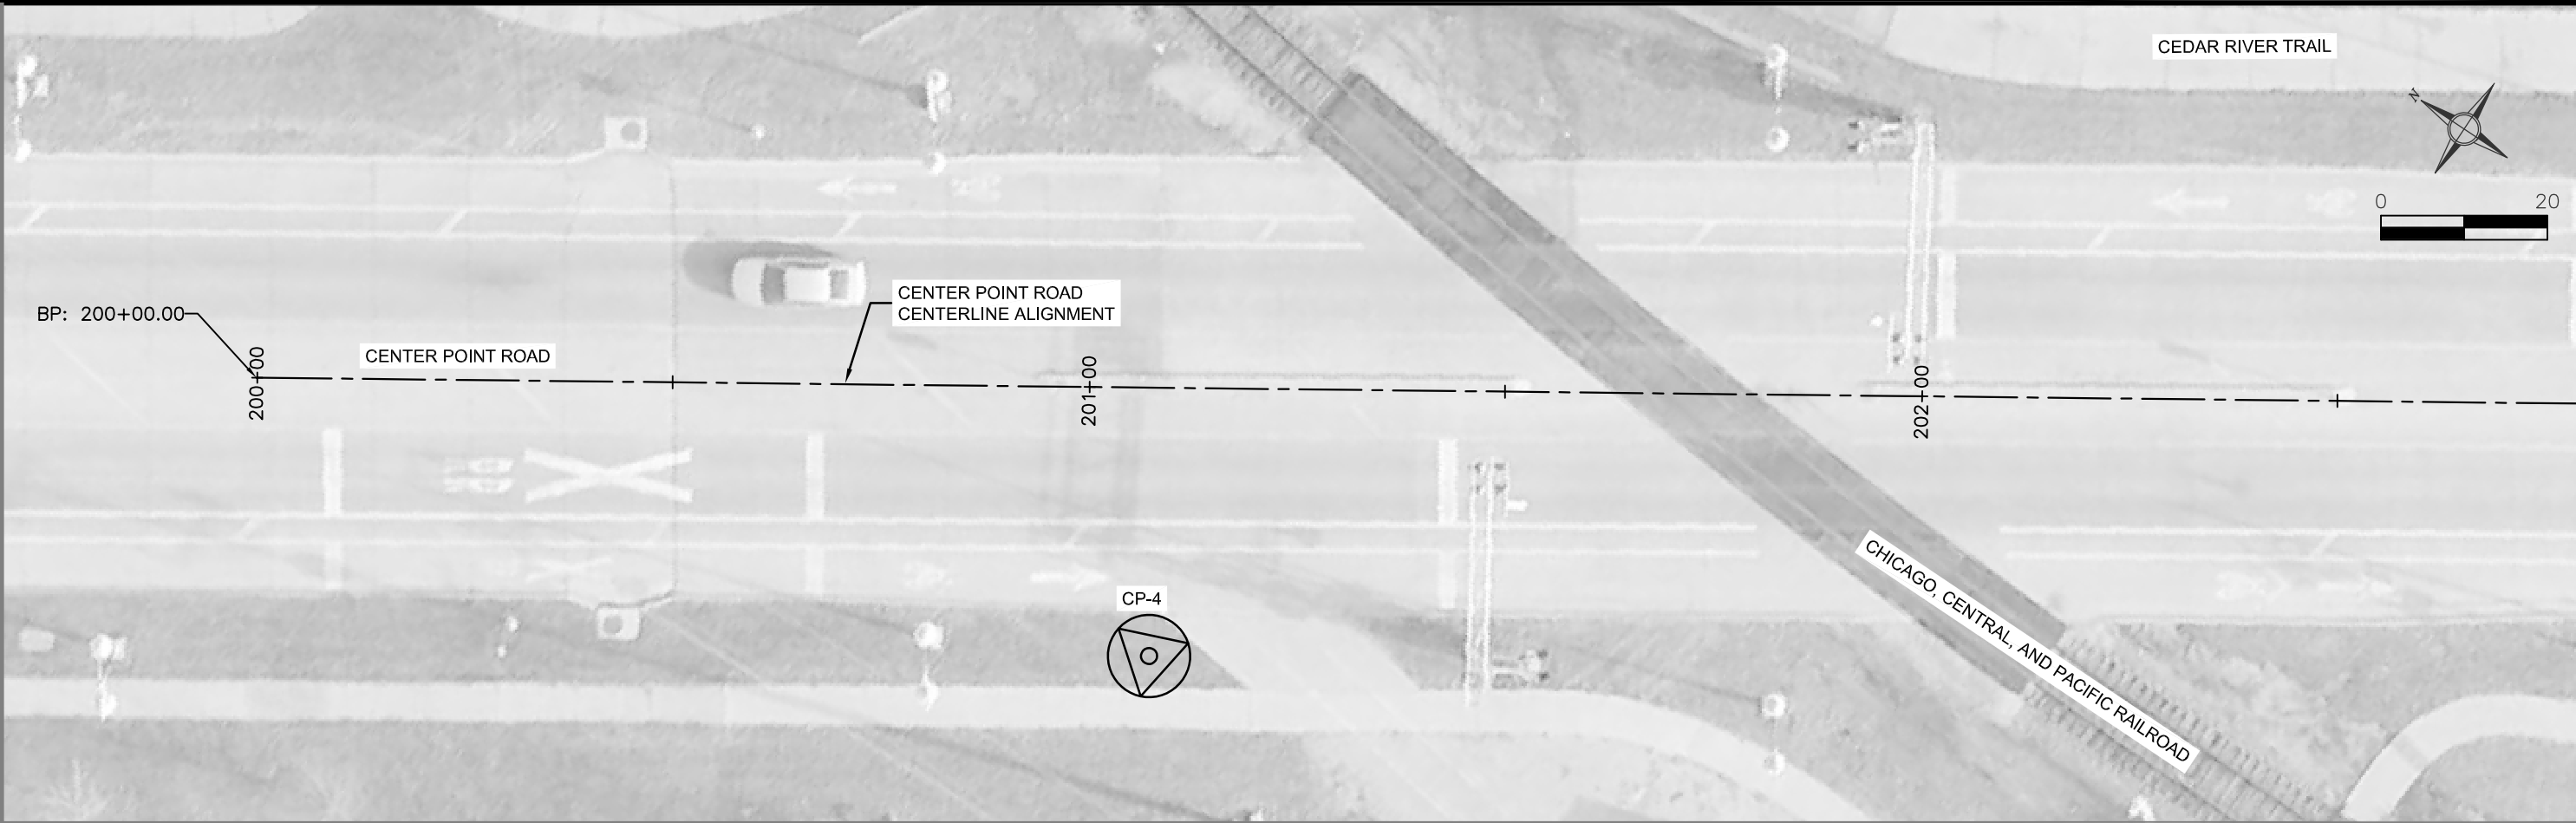 CEDAR RIVER TRAIL
N
0 20
CENTER POINT ROAD
CENTERLINE ALIGNMENT
BP: 200+00.00
CENTER POINT ROAD
200+00
201+00
202+00
CP-4
CHICAGO, CENTRAL, AND PACIFIC RAILROAD